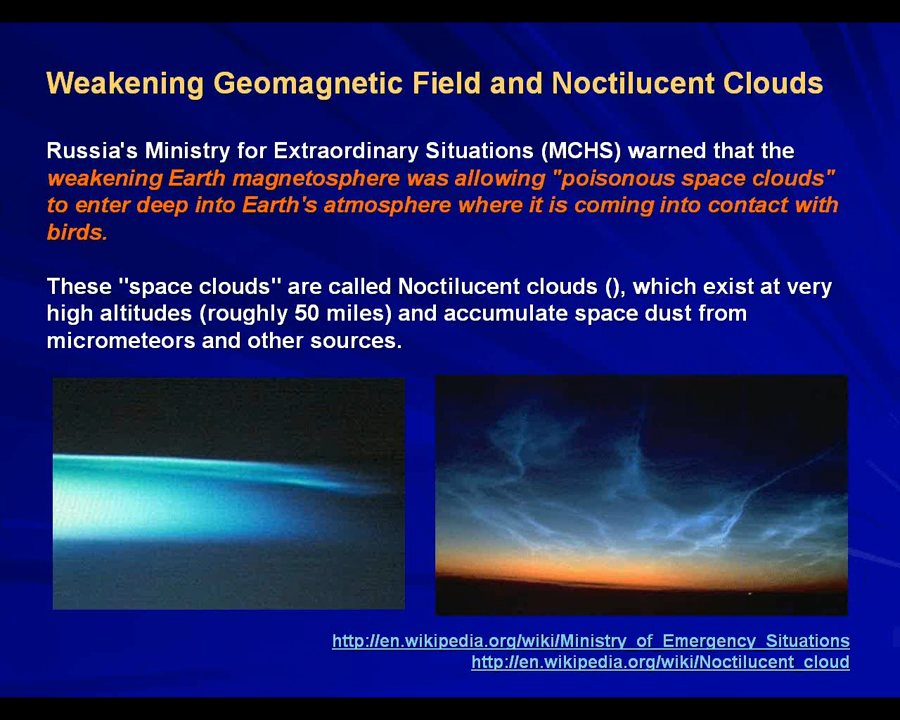 Weakening Geomagnetic Field and Noctilucent Clouds
Russia's Ministry for Extraordinary Situations (MCHS) warned that the
weakening Earth magnetosphere was allowing "poisonous space clouds"
to enter deep into Earth's atmosphere where it is coming into contact with
birds.
These "space clouds" are called Noctilucent clouds (), which exist at very
high altitudes (roughly 50 miles) and accumulate space dust from
micrometeors and other sources.
http://en.wikipedia.org/wiki/Ministry_of_Emergency_Situations
http://en.wikipedia.org/wiki/Noctilucent_cloud